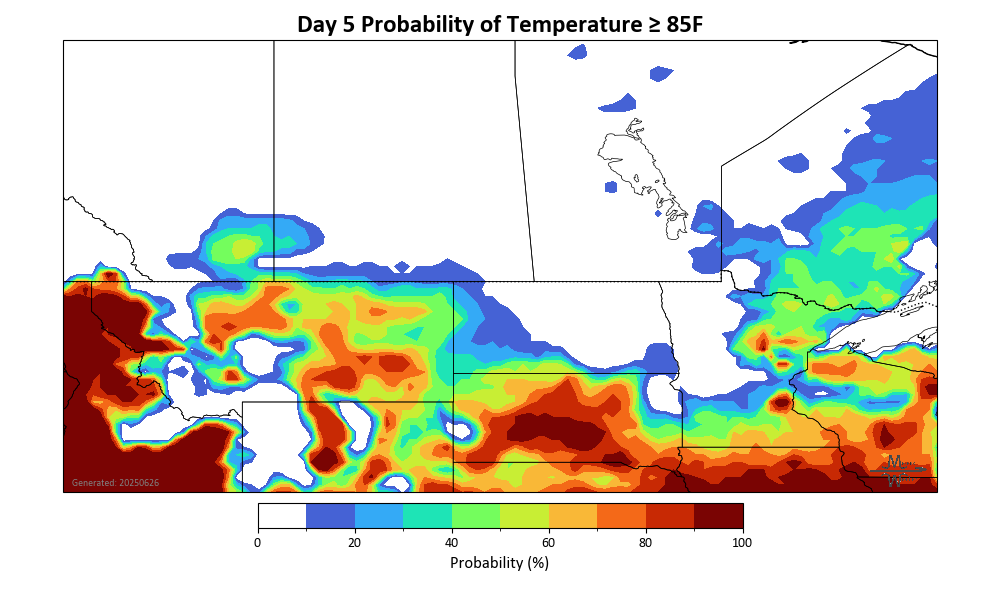 Day 5 Probability of Temperature ≥ 85F
Generated: 20250626
M
W
0 20 40 60 80 100
Probability (%)